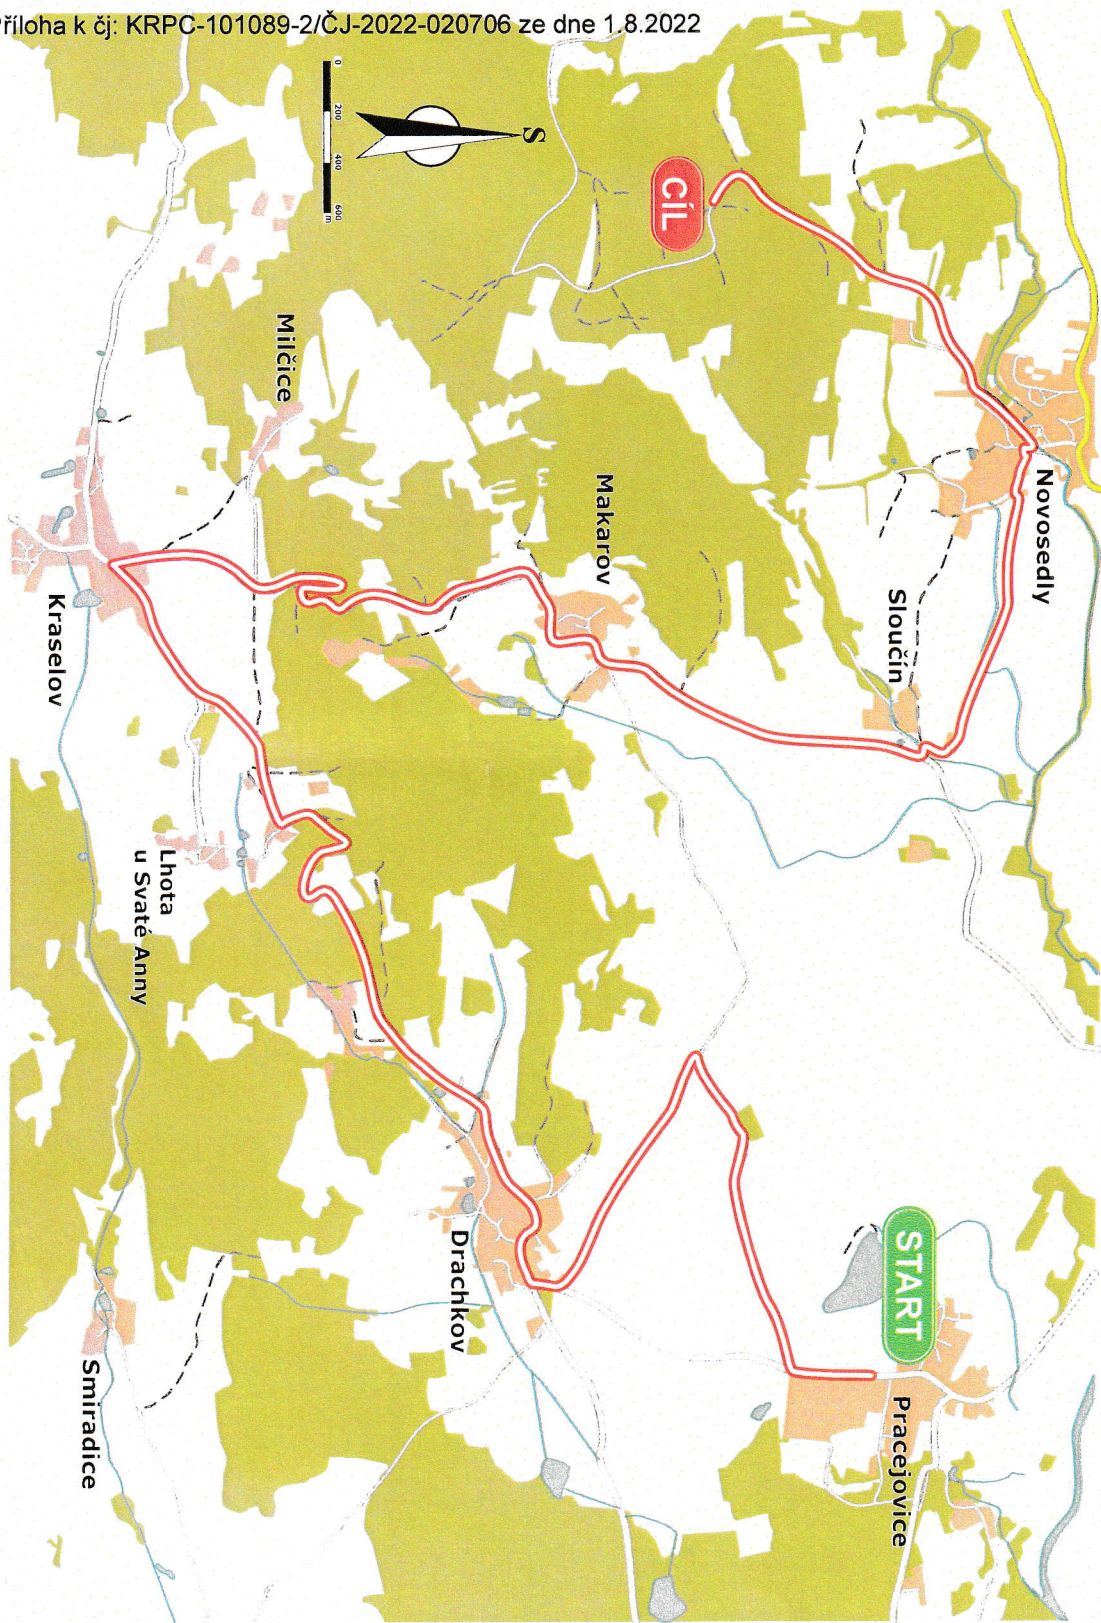 říloha k čj: KRPC-101089-2/ČJ-2022-020706 ze dne 1.8.2022
0 200 400 600 m
S
CÍL
Novosedly
Sloučín
Makarov
Milčice
Kraselov
Lhota
u Svaté Anny
START
Pracejovice
Drachkov
Smiradice